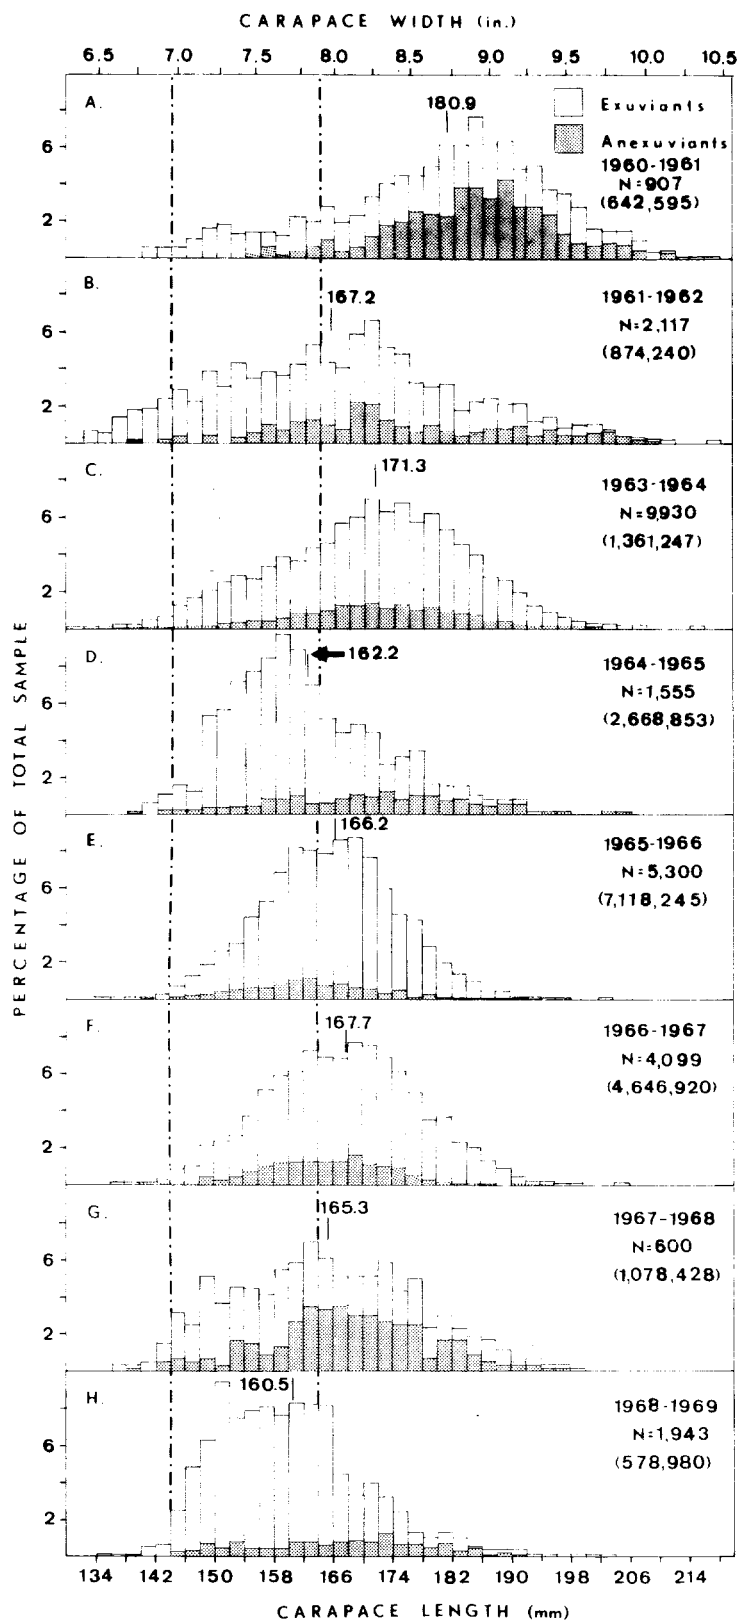 CARAPACE WIDTH (in.)
6.5 7.0 7.5 8.0 8.5 9.0 9.5 10.0 10.5
A.
180.9
Exuviants
Anexuviants
1960-1961
N=907
(642,595)
6
2
B.
167.2
1961-1962
N=2,117
(874,240)
6
2
C.
171.3
1963-1964
N=9,930
(1,361,247)
6
2
D.
162.2
1964-1965
N=1,555
(2,668,853)
6
2
E.
166.2
1965-1966
N=5,300
(7,118,245)
6
2
F.
167.7
1966-1967
N=4,099
(4,646,920)
6
2
G.
165.3
1967-1968
N=600
(1,078,428)
6
2
H.
160.5
1968-1969
N=1,943
(578,980)
6
2
PERCENTAGE OF TOTAL SAMPLE
134 142 150 158 166 174 182 190 198 206 214
CARAPACE LENGTH (mm)